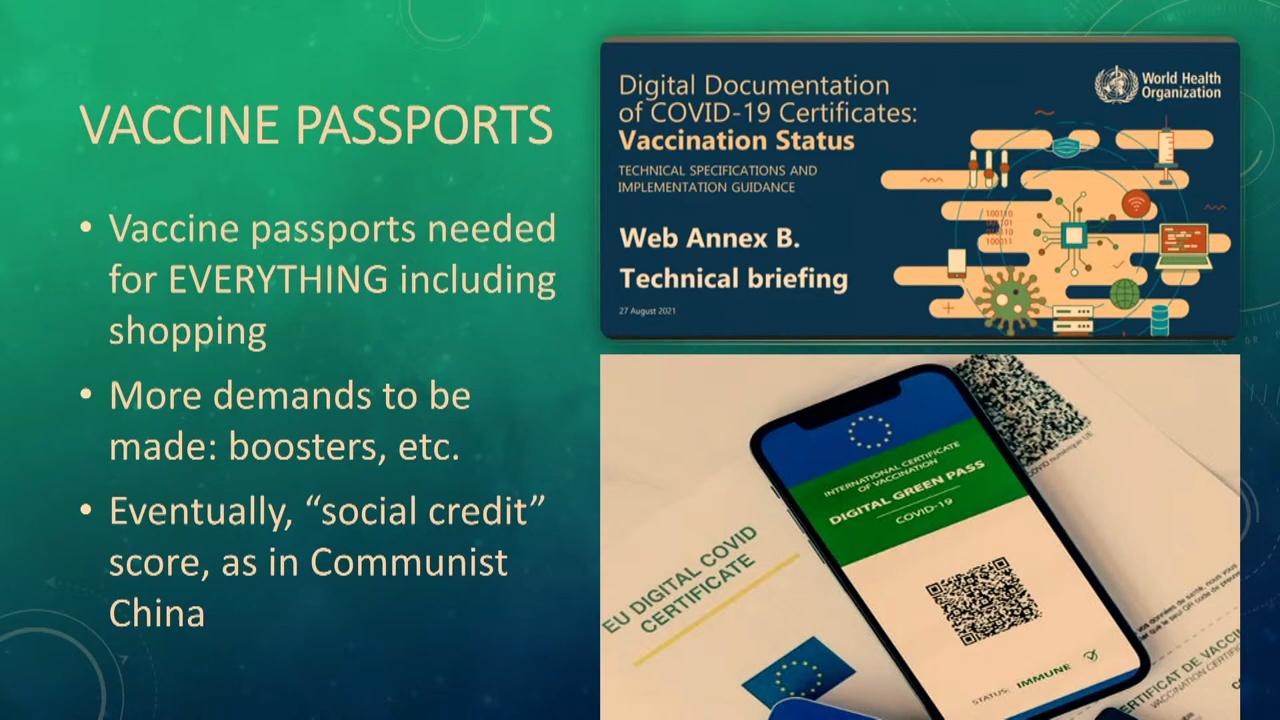 VACCINE PASSPORTS
• Vaccine passports needed
for EVERYTHING including
shopping
• More demands to be
made: boosters, etc.
• Eventually, “social credit”
score, as in Communist
China
Digital Documentation
of COVID-19 Certificates:
Vaccination Status
TECHNICAL SPECIFICATIONS AND
IMPLEMENTATION GUIDANCE
Web Annex B.
Technical briefing
27 August 2021
World Health
Organization
INTERNATIONAL CERTIFICATE
OF VACCINATION
DIGITAL GREEN PASS
COVID-19
STATUS: IMMUNE
EU DIGITAL COVID
CERTIFICATE